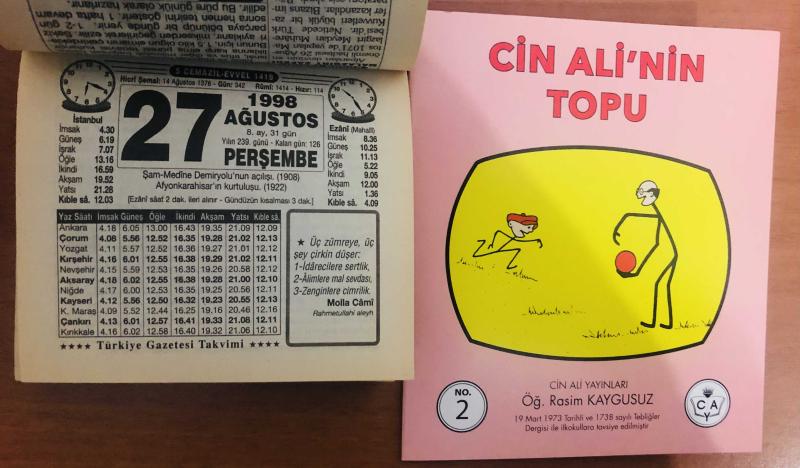 5 CEMÂZİL-EVVEL 1419
Hicrî Şemsî: 14 Ağustos 1376 - Gün: 342 Rûmî: 1414 - Hızır: 114
27
1998
AĞUSTOS
8. ay, 31 gün
Yılın 239. günü - Kalan gün: 126
PERŞEMBE
İstanbul
İmsak 4.30
Güneş 6.19
İşrak 7.07
Öğle 13.16
İkindi 16.59
Akşam 19.52
Yatsı 21.28
Kıble sâ. 12.03
Ezânî (Mahallî)
İmsak 8.36
Güneş 10.25
İşrak 11.13
Öğle 5.22
İkindi 9.05
Akşam 12.00
Yatsı 1.36
Kıble sâ. 4.09
Şam-Medîne Demiryolu'nun açılışı. (1908)
Afyonkarahisar'ın kurtuluşu. (1922)
[Ezânî sâat 2 dak. ileri alınır - Gündüzün kısalması 3 dak.]
Yaz Sâati İmsak Güneş Öğle İkindi Akşam Yatsı Kıble sâ.
Ankara 4.18 6.05 13.00 16.43 19.35 21.09 12.09
Çorum 4.08 5.56 12.52 16.35 19.28 21.02 12.13
Yozgat 4.11 5.57 12.52 16.36 19.27 21.01 12.12
Kırşehir 4.16 6.01 12.55 16.38 19.29 21.02 12.11
Nevşehir 4.15 5.59 12.53 16.35 19.26 20.58 12.12
Aksaray 4.18 6.02 12.55 16.38 19.28 21.00 12.10
Niğde 4.17 6.00 12.53 16.35 19.25 20.56 12.11
Kayseri 4.12 5.56 12.50 16.32 19.23 20.55 12.13
K. Maraş 4.09 5.52 12.44 16.25 19.16 20.46 12.16
Çankırı 4.13 6.01 12.57 16.41 19.33 21.08 12.11
Kırıkkale 4.16 6.02 12.58 16.40 19.32 21.06 12.10
★ Üç zümreye, üç
şey çirkin düşer:
1-İdârecilere sertlik,
2-Âlimlere mal sevdası,
3-Zenginlere cimrilik.
Molla Câmî
Rahmetullahi aleyh
★★★★ Türkiye Gazetesi Takvimi ★★★★
CİN ALİ'NİN
TOPU
NO.
2
CİN ALİ YAYINLARI
Öğ. Rasim KAYGUSUZ
19 Mart 1973 Tarihli ve 1738 sayılı Tebliğler
Dergisi ile ilkokullara tavsiye edilmiştir
C A
Y